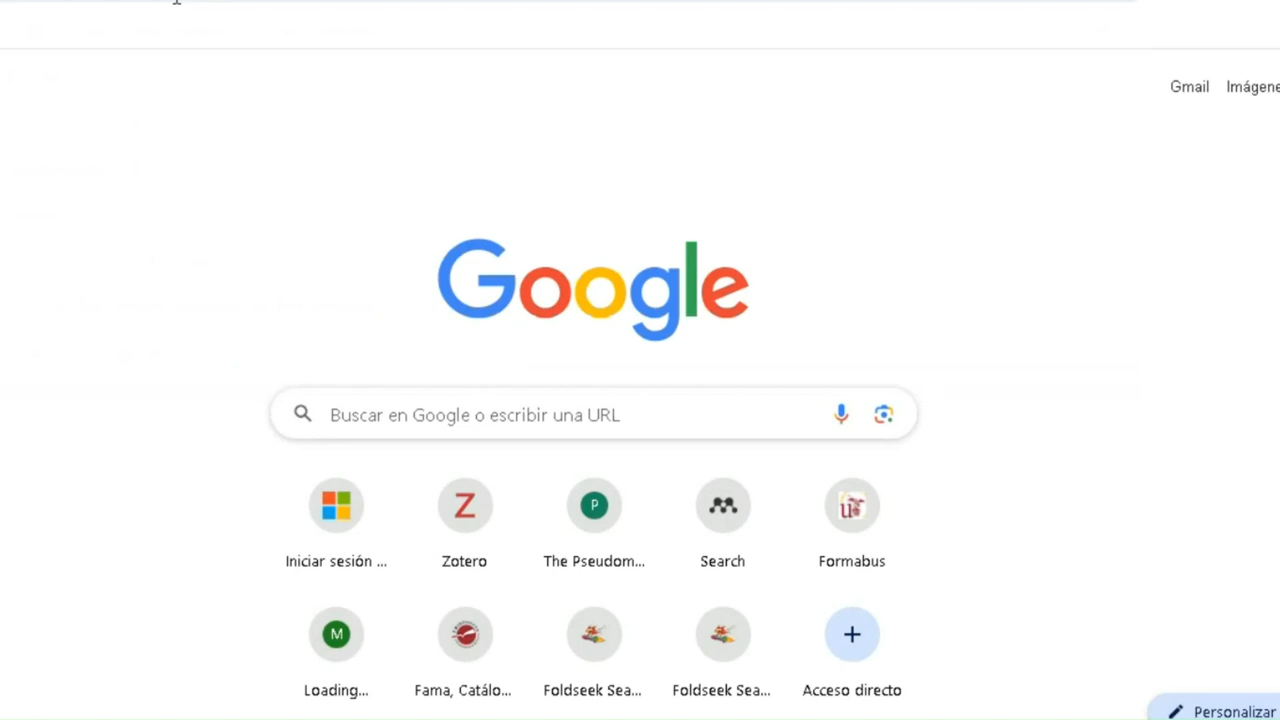 Gmail Imágene
Google
Buscar en Google o escribir una URL
Z
P
u
Iniciar sesión ... Zotero The Pseudom... Search Formabus
M
Loading... Fama, Catálo... Foldseek Sea... Foldseek Sea... Acceso directo
Personalizar